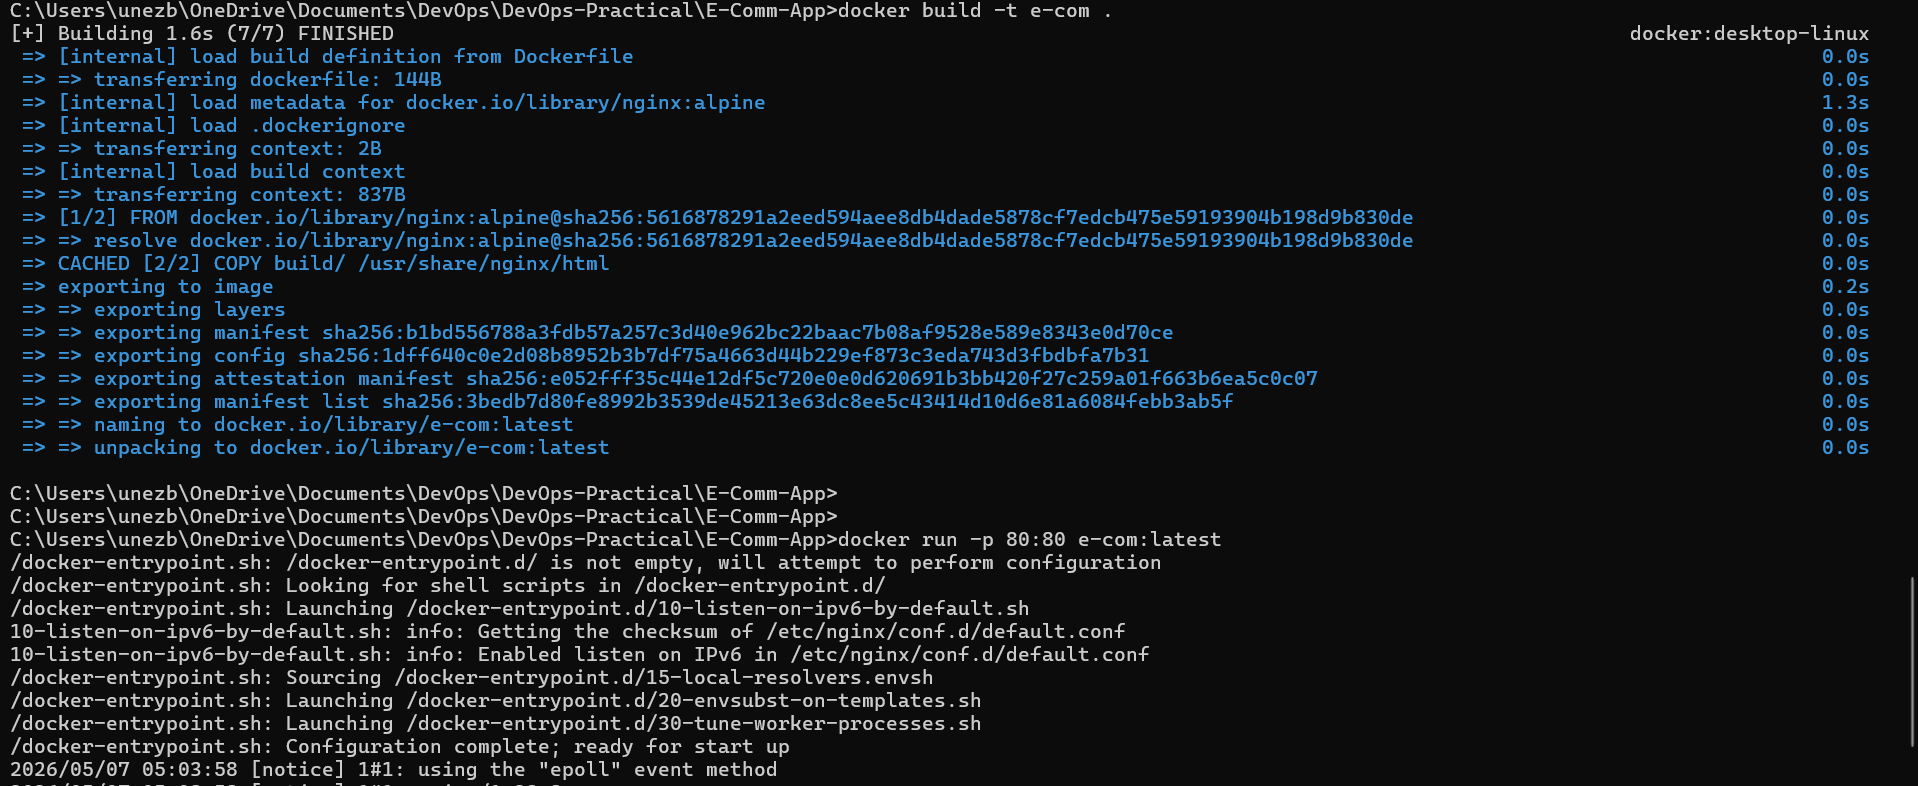 C:\Users\unezb\OneDrive\Documents\DevOps\DevOps-Practical\E-Comm-App>docker build -t e-com .
[+] Building 1.6s (7/7) FINISHED docker:desktop-linux
=> [internal] load build definition from Dockerfile 0.0s
=> => transferring dockerfile: 144B 0.0s
=> [internal] load metadata for docker.io/library/nginx:alpine 1.3s
=> [internal] load .dockerignore 0.0s
=> => transferring context: 2B 0.0s
=> [internal] load build context 0.0s
=> => transferring context: 837B 0.0s
=> [1/2] FROM docker.io/library/nginx:alpine@sha256:5616878291a2eed594aee8db4dade5878cf7edcb475e59193904b198d9b830de 0.0s
=> => resolve docker.io/library/nginx:alpine@sha256:5616878291a2eed594aee8db4dade5878cf7edcb475e59193904b198d9b830de 0.0s
=> CACHED [2/2] COPY build/ /usr/share/nginx/html 0.0s
=> exporting to image 0.2s
=> => exporting layers 0.0s
=> => exporting manifest sha256:b1bd556788a3fdb57a257c3d40e962bc22baac7b08af9528e589e8343e0d70ce 0.0s
=> => exporting config sha256:1dff640c0e2d08b8952b3b7df75a4663d44b229ef873c3eda743d3fbdbfa7b31 0.0s
=> => exporting attestation manifest sha256:e052fff35c44e12df5c720e0e0d620691b3bb420f27c259a01f663b6ea5c0c07 0.0s
=> => exporting manifest list sha256:3bedb7d80fe8992b3539de45213e63dc8ee5c43414d10d6e81a6084febb3ab5f 0.0s
=> => naming to docker.io/library/e-com:latest 0.0s
=> => unpacking to docker.io/library/e-com:latest 0.0s
C:\Users\unezb\OneDrive\Documents\DevOps\DevOps-Practical\E-Comm-App>
C:\Users\unezb\OneDrive\Documents\DevOps\DevOps-Practical\E-Comm-App>
C:\Users\unezb\OneDrive\Documents\DevOps\DevOps-Practical\E-Comm-App>docker run -p 80:80 e-com:latest
/docker-entrypoint.sh: /docker-entrypoint.d/ is not empty, will attempt to perform configuration
/docker-entrypoint.sh: Looking for shell scripts in /docker-entrypoint.d/
/docker-entrypoint.sh: Launching /docker-entrypoint.d/10-listen-on-ipv6-by-default.sh
10-listen-on-ipv6-by-default.sh: info: Getting the checksum of /etc/nginx/conf.d/default.conf
10-listen-on-ipv6-by-default.sh: info: Enabled listen on IPv6 in /etc/nginx/conf.d/default.conf
/docker-entrypoint.sh: Sourcing /docker-entrypoint.d/15-local-resolvers.envsh
/docker-entrypoint.sh: Launching /docker-entrypoint.d/20-envsubst-on-templates.sh
/docker-entrypoint.sh: Launching /docker-entrypoint.d/30-tune-worker-processes.sh
/docker-entrypoint.sh: Configuration complete; ready for start up
2026/05/07 05:03:58 [notice] 1#1: using the "epoll" event method